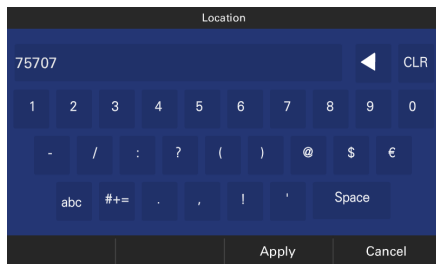 Location
75707 CLR
1 2 3 4 5 6 7 8 9 0
- / : ? ( ) @ $ €
abc #+= . , ! ' Space
Apply Cancel